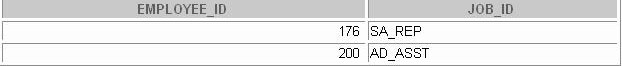 EMPLOYEE_ID JOB_ID
176 SA_REP
200 AD_ASST